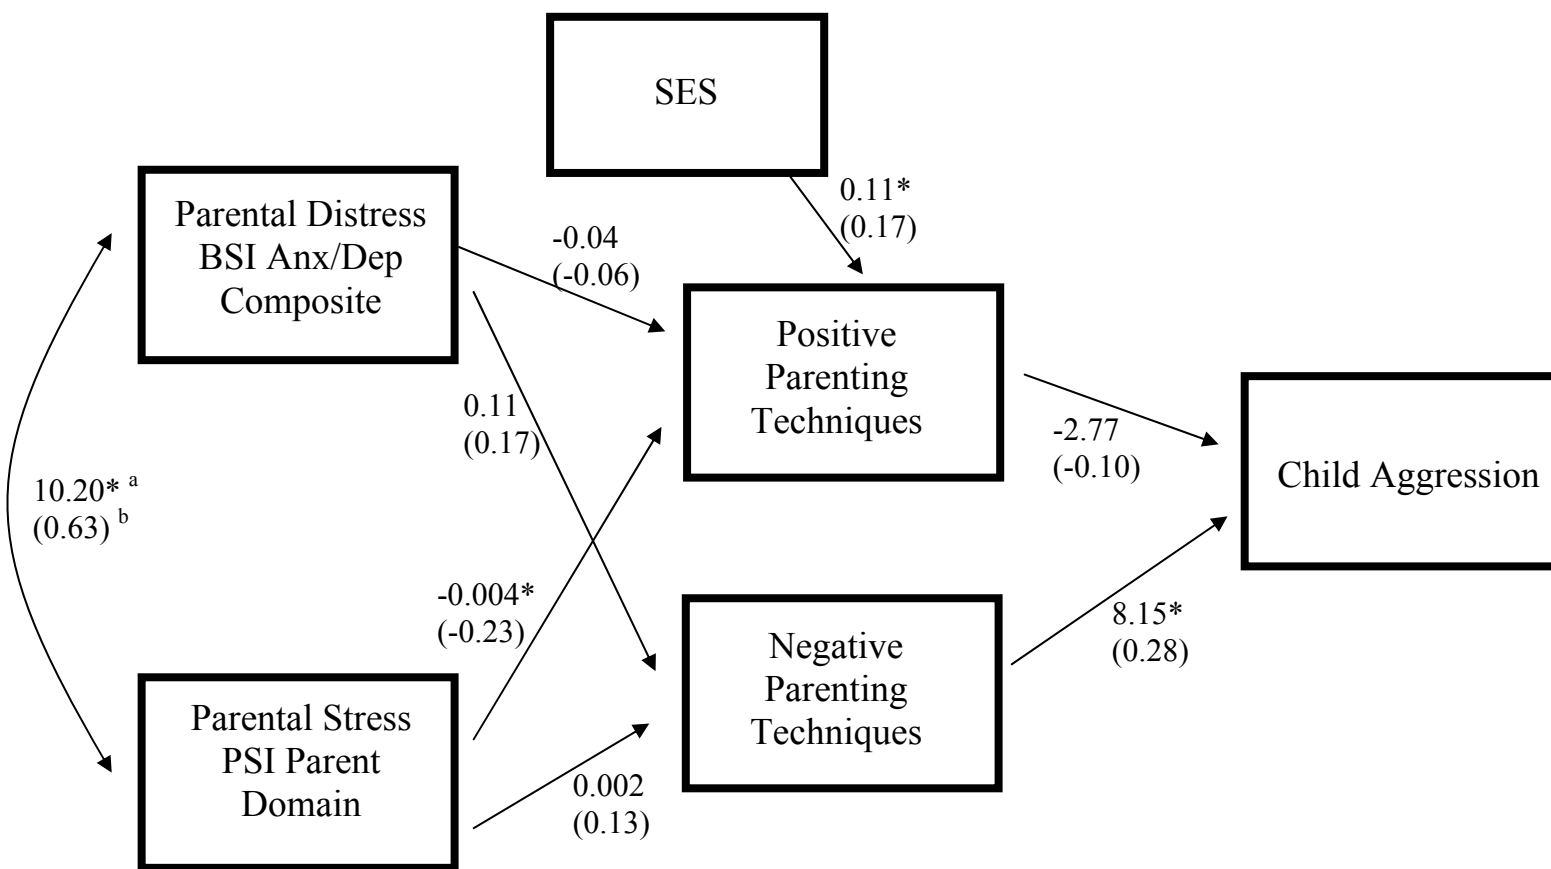 SES
0.11*
(0.17)
Parental Distress
BSI Anx/Dep
Composite
-0.04
(-0.06)
Positive
Parenting
Techniques
0.11
(0.17)
-2.77
(-0.10)
Child Aggression
10.20* a
(0.63) b
-0.004*
(-0.23)
Negative
Parenting
Techniques
8.15*
(0.28)
Parental Stress
PSI Parent
Domain
0.002
(0.13)